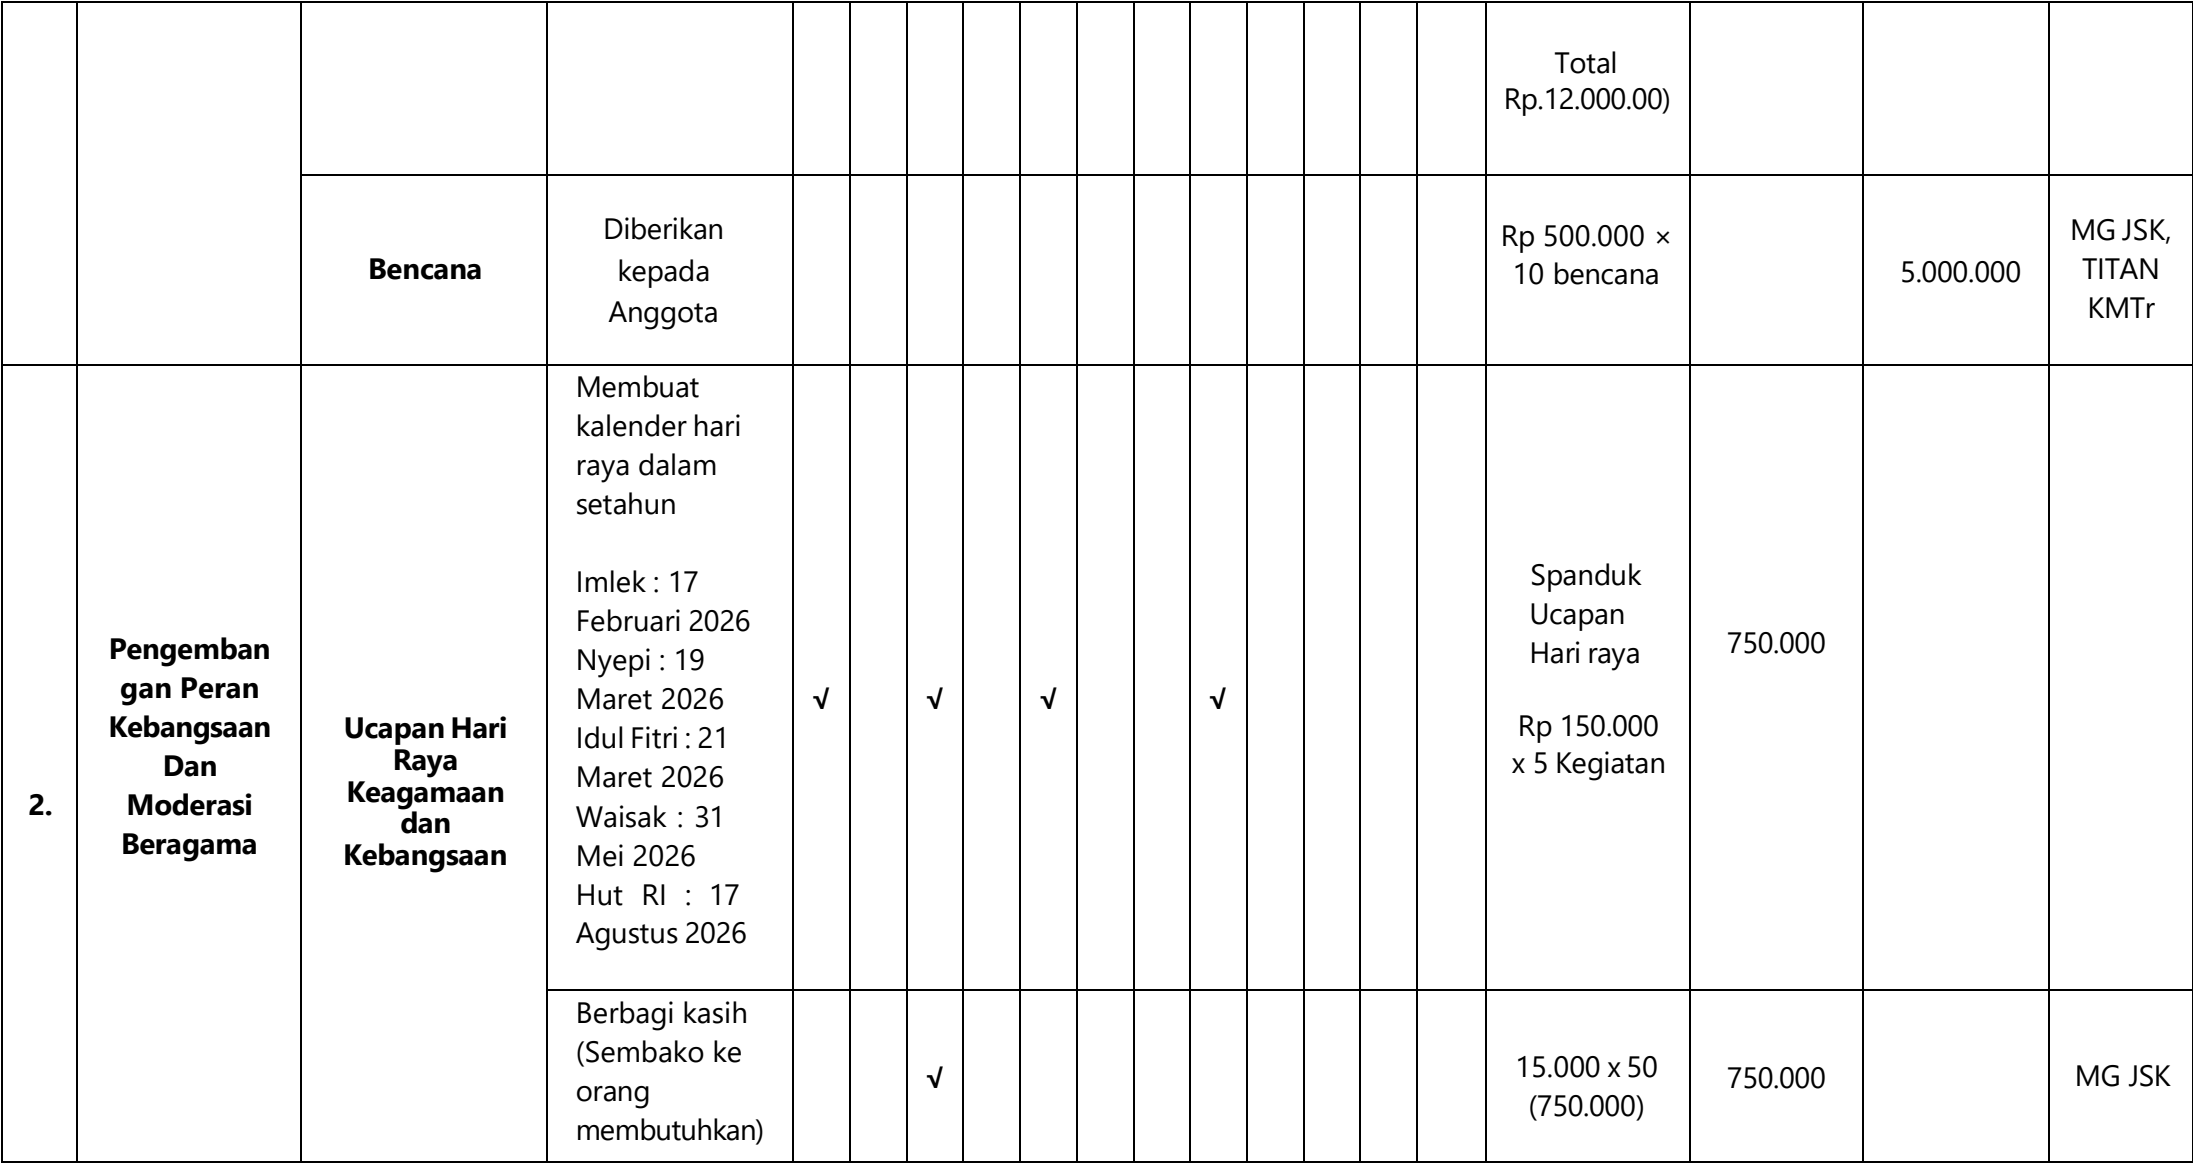 Total
Rp.12.000.00)
Bencana
Diberikan
kepada
Anggota
Rp 500.000 ×
10 bencana
5.000.000
MG JSK,
TITAN
KMTr
2.
Pengemban
gan Peran
Kebangsaan
Dan
Moderasi
Beragama
Ucapan Hari
Raya
Keagamaan
dan
Kebangsaan
Membuat
kalender hari
raya dalam
setahun
Imlek : 17
Februari 2026
Nyepi : 19
Maret 2026
Idul Fitri : 21
Maret 2026
Waisak : 31
Mei 2026
Hut RI : 17
Agustus 2026
√ √ √ √
Spanduk
Ucapan
Hari raya
Rp 150.000
x 5 Kegiatan
750.000
Berbagi kasih
(Sembako ke
orang
membutuhkan)
√
15.000 x 50
(750.000)
750.000
MG JSK